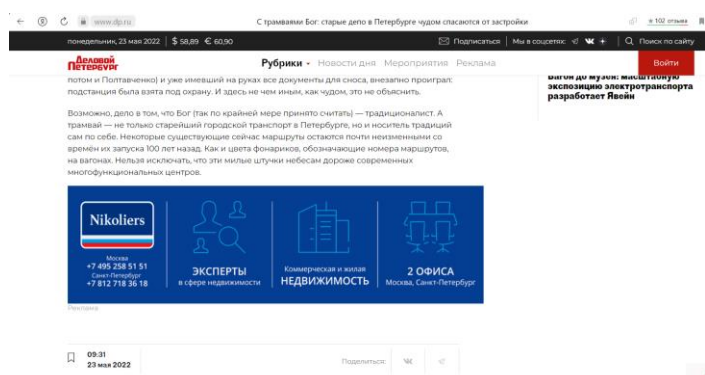 www.dp.ru
С трамваями Бог: старые депо в Петербурге чудом спасаются от застройки
102 отзыва
понедельник, 23 мая 2022 $ 58,89 € 60,90
Подписаться Мы в соцсетях: Поиск по сайту
Деловой
Петербург
Рубрики Новости дня Мероприятия Реклама
Войти
потом и Полтавченко) и уже имевший на руках все документы для сноса, внезапно проиграл:
подстанция была взята под охрану. И здесь не чем иным, как чудом, это не объяснить.
Вагон до музея: масштабную
экспозицию электротранспорта
разработает Явейн
Возможно, дело в том, что Бог (так по крайней мере принято считать) — традиционалист. А
трамвай — не только старейший городской транспорт в Петербурге, но и носитель традиций
сам по себе. Некоторые существующие сейчас маршруты остаются почти неизменными со
времён их запуска 100 лет назад. Как и цвета фонариков, обозначающие номера маршрутов,
на вагонах. Нельзя исключать, что эти милые штучки небесам дороже современных
многофункциональных центров.
Nikoliers
Москва
+7 495 258 51 51
Санкт-Петербург
+7 812 718 36 18
ЭКСПЕРТЫ
в сфере недвижимости
Коммерческая и жилая
НЕДВИЖИМОСТЬ
2 ОФИСА
Москва, Санкт-Петербург
Реклама
09:31
23 мая 2022
Поделиться: